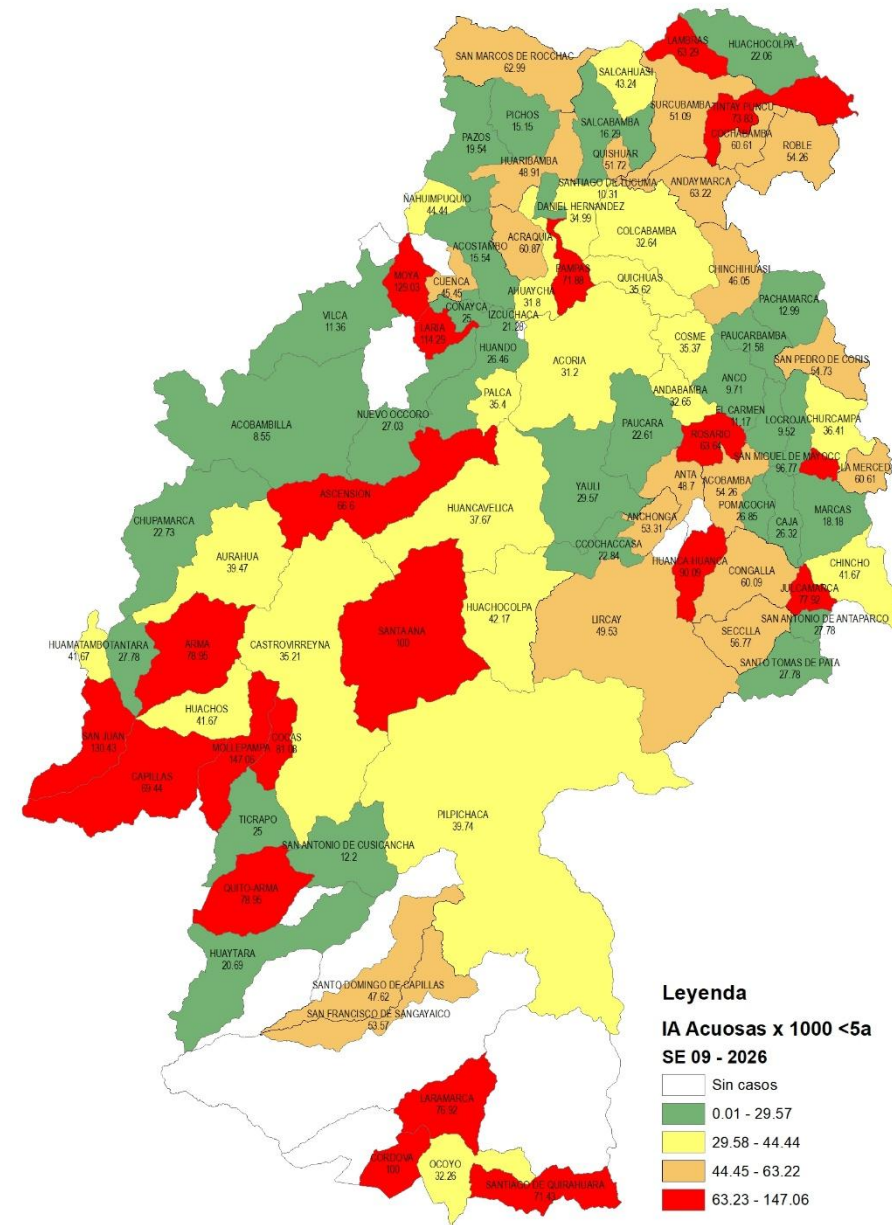 SAN MARCOS DE ROCCHAC
62.99
SALCAHUASI
43.24
LAMBRAS
63.29
HUACHOCOLPA
22.06
PICHOS
15.15
PAZOS
19.54
SALCABAMBA
16.29
SURCUBAMBA
51.09
TINTAY PUNCU
73.83
COCHABAMBA
60.61
ROBLE
54.26
HUARIBAMBA
48.91
QUISHUAR
51.72
ANDAYMARCA
63.22
SANTIAGO DE TUCUMA
10.31
ÑAHUIMPUQUIO
44.44
DANIEL HERNANDEZ
34.99
COLCABAMBA
32.64
ACOSTAMBO
15.54
ACRAQUIA
60.87
PAMPAS
71.88
QUICHUAS
35.62
CHINCHIHUASI
46.05
MOYA
129.03
CUENCA
45.45
AHUAYCHA
31.8
PACHAMARCA
12.99
CONAYCA
25
IZCUCHACA
21.28
VILCA
11.36
LARIA
114.29
HUANDO
26.46
COSME
35.37
PAUCARBAMBA
21.58
SAN PEDRO DE CORIS
54.73
ACORIA
31.2
PALCA
35.4
ANDABAMBA
32.65
ANCO
9.71
NUEVO OCCORO
27.03
EL CARMEN
11.17
LOCROJA
9.52
CHURCAMPA
36.41
ACOBAMBILLA
8.55
PAUCARA
22.61
ROSARIO
63.64
SAN MIGUEL DE MAYOCC
96.77
LA MERCED
60.61
ASCENSION
66.6
YAULI
29.57
ANTA
48.7
ACOBAMBA
54.26
POMACOCHA
26.85
CAJA
26.32
MARCAS
18.18
HUANCAVELICA
37.67
ANCHONGA
53.31
CHUPAMARCA
22.73
CCOCHACCASA
22.84
HUANCA HUANCA
90.09
CONGALLA
60.09
CHINCHO
41.67
AURAHUA
39.47
JULCAMARCA
77.59
HUACHOCOLPA
42.17
LIRCAY
49.53
SECCLLA
56.77
SAN ANTONIO DE ANTAPARCO
27.78
HUAMATAMBO
41.67
TANTARA
27.78
ARMA
78.95
CASTROVIRREYNA
35.21
SANTA ANA
100
SANTO TOMAS DE PATA
27.78
HUACHOS
41.67
SAN JUAN
130.43
MOLLEPAMPA
147.06
COCAS
81.08
CAPILLAS
99.44
TICRAPO
25
PILPICHACA
39.74
SAN ANTONIO DE CUSICANCHA
12.2
QUITO-ARMA
78.95
HUAYTARA
20.69
SANTO DOMINGO DE CAPILLAS
47.62
SAN FRANCISCO DE SANGAYAICO
53.57
LARAMARCA
76.92
CORDOVA
100
OCOYO
32.26
SANTIAGO DE QUIRAHUARA
71.43
Leyenda
IA Acuosas x 1000 <5a
SE 09 - 2026
Sin casos
0.01 - 29.57
29.58 - 44.44
44.45 - 63.22
63.23 - 147.06